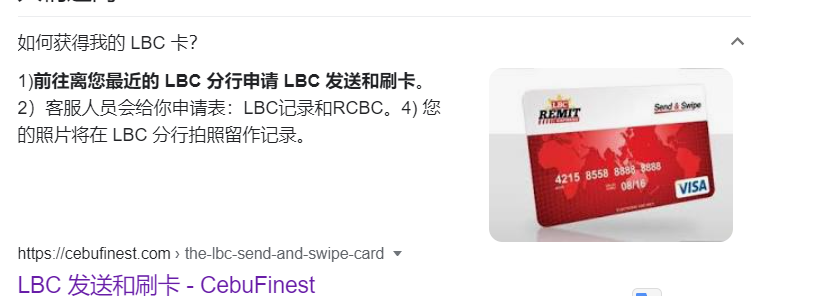 如何获得我的 LBC 卡?
1)前往离您最近的 LBC 分行申请 LBC 发送和刷卡。
2）客服人员会给你申请表：LBC记录和RCBC。4) 您
的照片将在 LBC 分行拍照留作记录。
LBC
REMIT
Send & Swipe
4215 8558 8888 8888
08/16
VISA
https://cebufinest.com › the-lbc-send-and-swipe-card
LBC 发送和刷卡 - CebuFinest